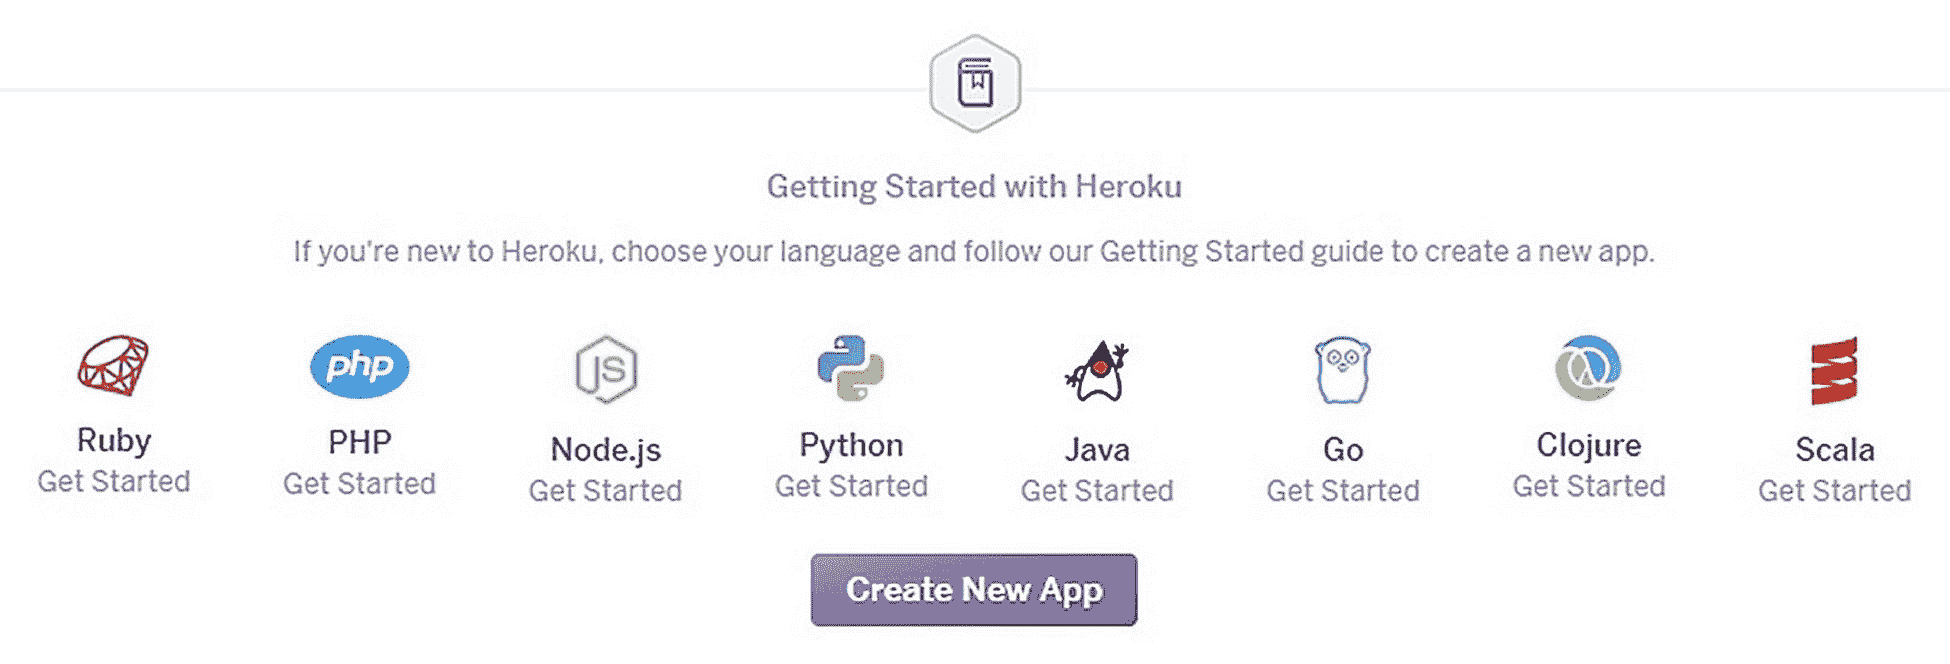 Getting Started with Heroku
If you're new to Heroku, choose your language and follow our Getting Started guide to create a new app.
php
JS
Ruby
Get Started
PHP
Get Started
Node.js
Get Started
Python
Get Started
Java
Get Started
Go
Get Started
Clojure
Get Started
Scala
Get Started
Create New App